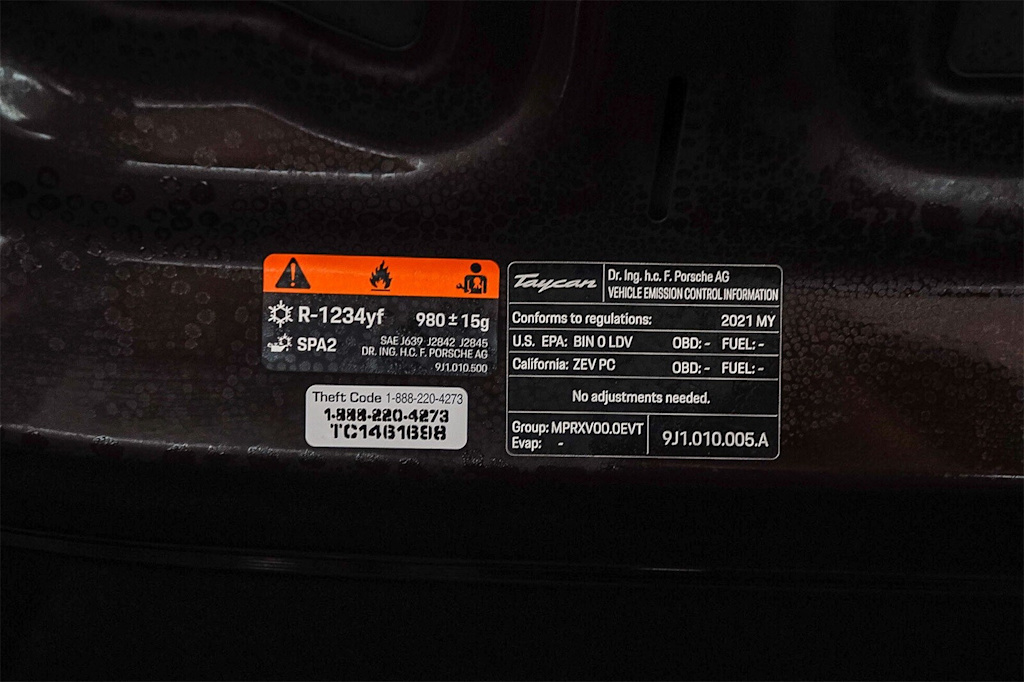 R-1234yf 980 ± 15g
SPA2
SAE J639 J2842 J2845
DR. ING. H.C. F. PORSCHE AG
9J1.010.500
Theft Code 1-888-220-4273
1-888-220-4273
TC1461698
Taycan
Dr. Ing. h.c. F. Porsche AG
VEHICLE EMISSION CONTROL INFORMATION
Conforms to regulations: 2021 MY
U.S. EPA: BIN 0 LDV OBD: - FUEL: -
California: ZEV PC OBD: - FUEL: -
No adjustments needed.
Group: MPRXV00.0EVT
Evap: -
9J1.010.005.A